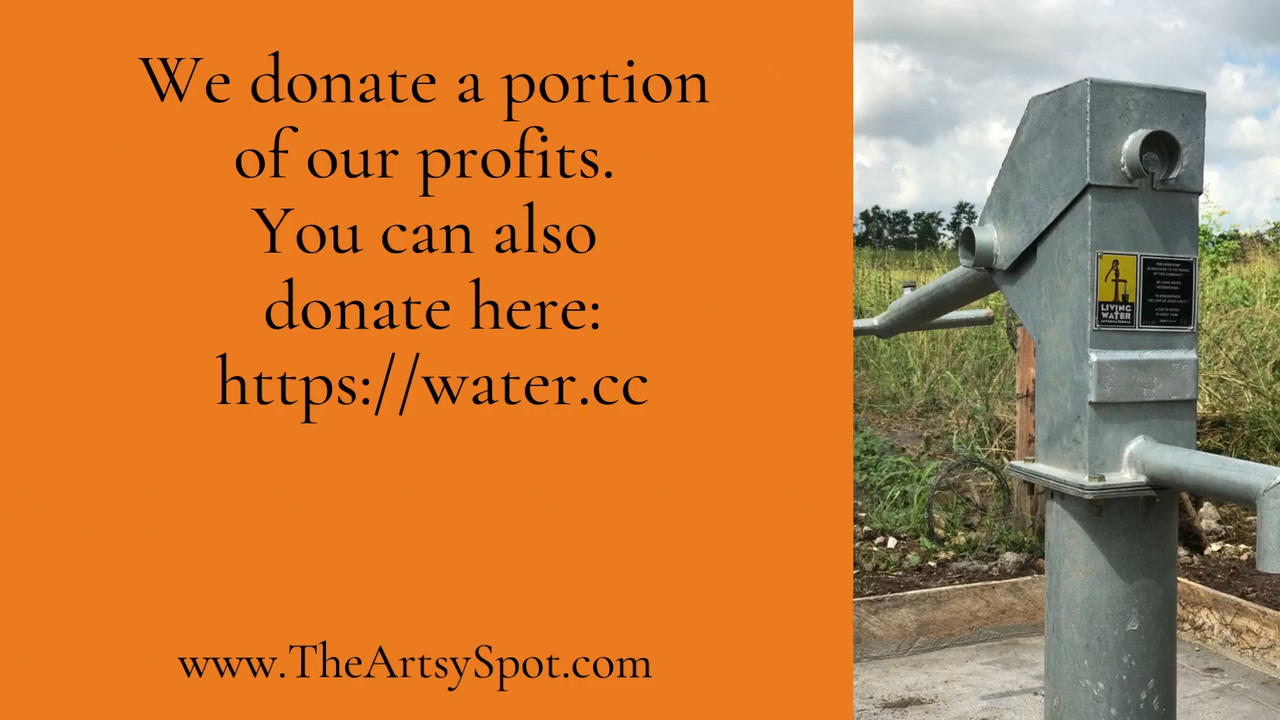 We donate a portion
of our profits.
You can also
donate here:
https://water.cc
www.TheArtsySpot.com
LIVING
WATER
INTERNATIONAL